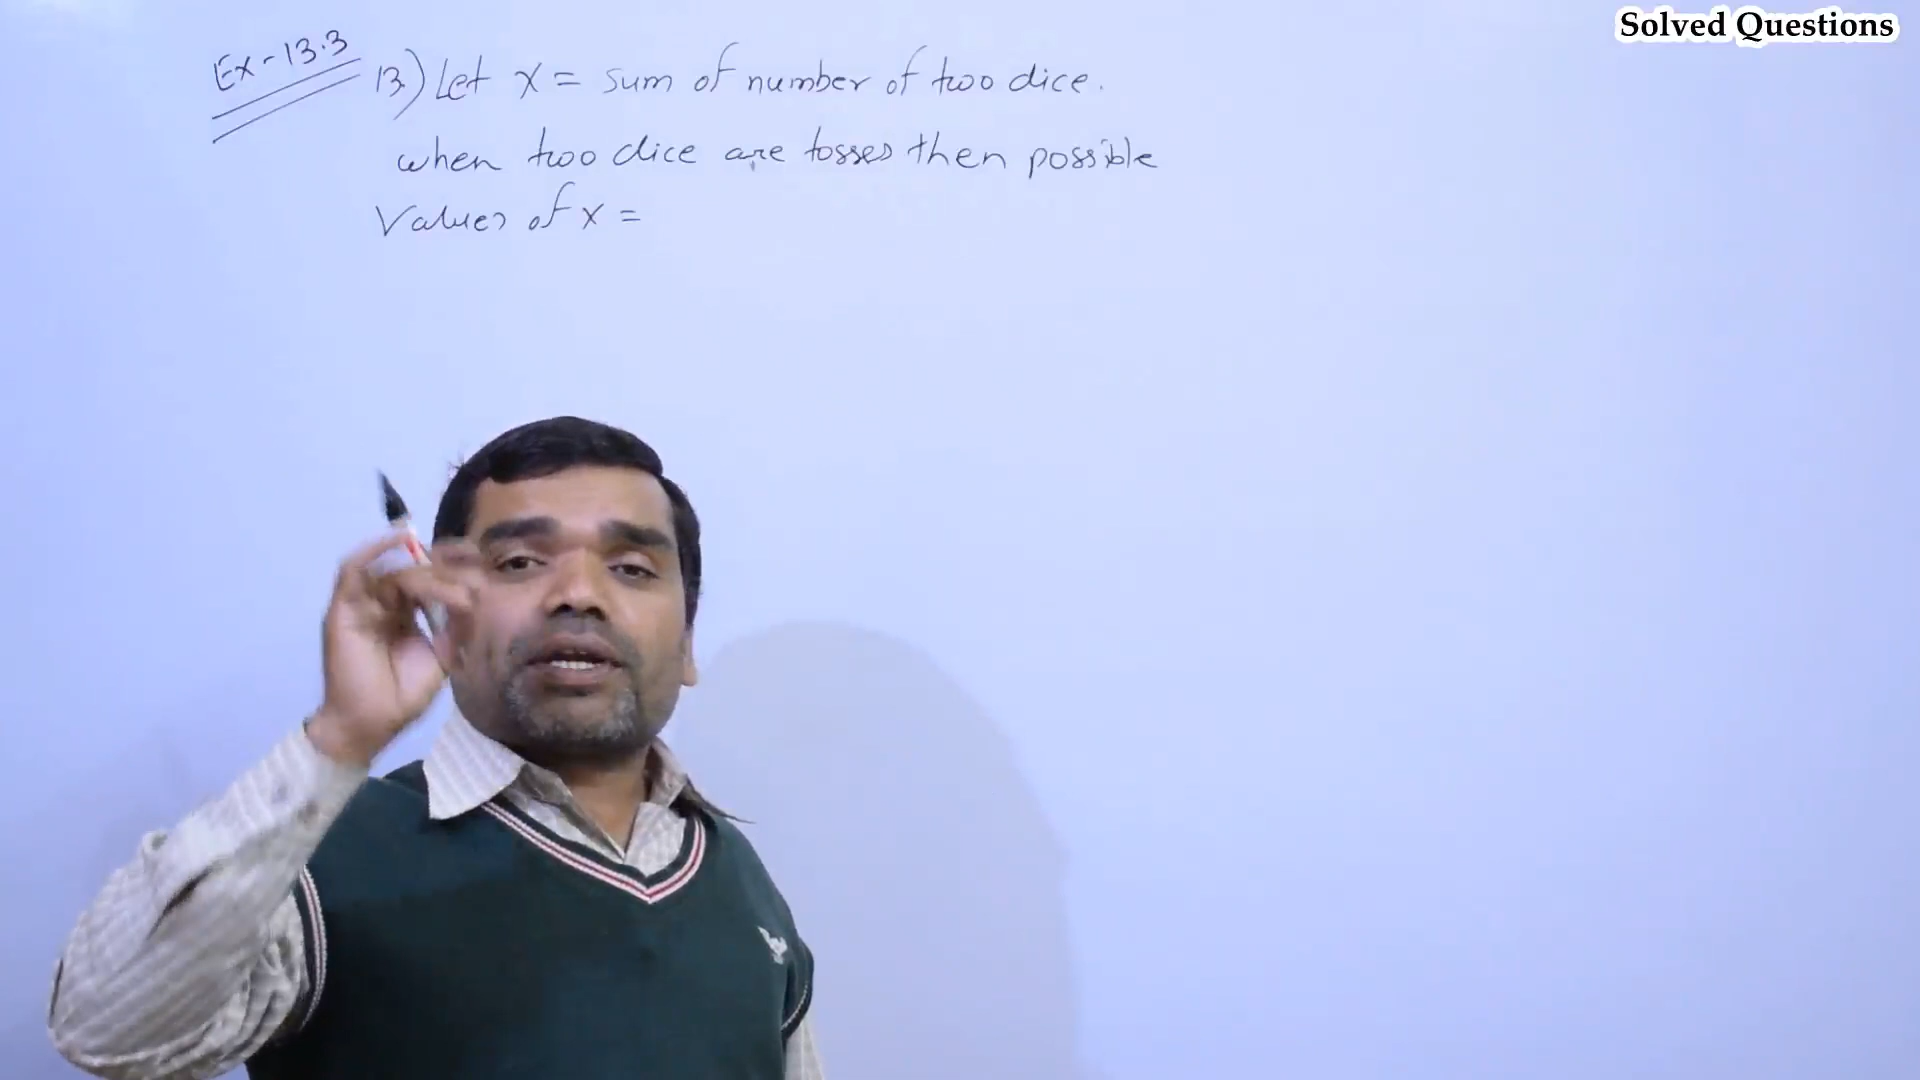 Solved Questions
Ex-13.3
13.) Let X = sum of number of two dice.
when two dice are tosses then possible
Values of X =